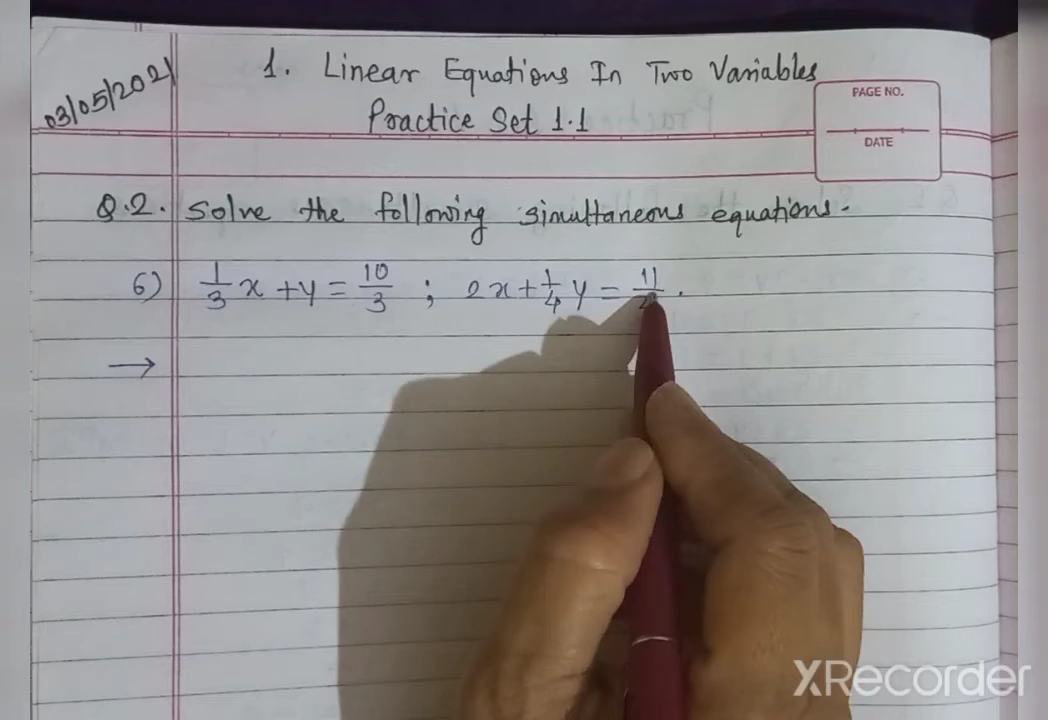 03/05/2021
1. Linear Equations In Two Variables
Practice Set 1.1
PAGE NO.
DATE
Q.2. Solve the following simultaneous equations.
6) 1/3 x + y = 10/3 ; 2x + 1/4 y = 11/4 .
→
XRecorder